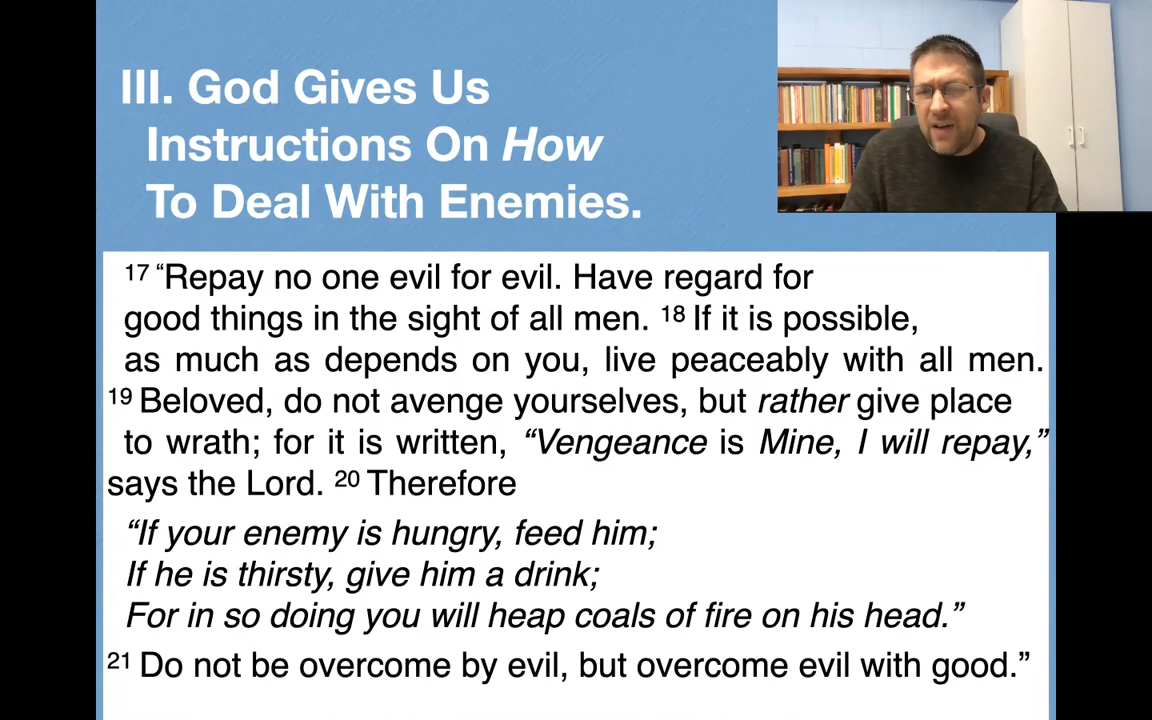 III. God Gives Us
Instructions On How
To Deal With Enemies.
17 “Repay no one evil for evil. Have regard for
good things in the sight of all men. 18 If it is possible,
as much as depends on you, live peaceably with all men.
19 Beloved, do not avenge yourselves, but rather give place
to wrath; for it is written, “Vengeance is Mine, I will repay,”
says the Lord. 20 Therefore
“If your enemy is hungry, feed him;
If he is thirsty, give him a drink;
For in so doing you will heap coals of fire on his head.”
21 Do not be overcome by evil, but overcome evil with good.”